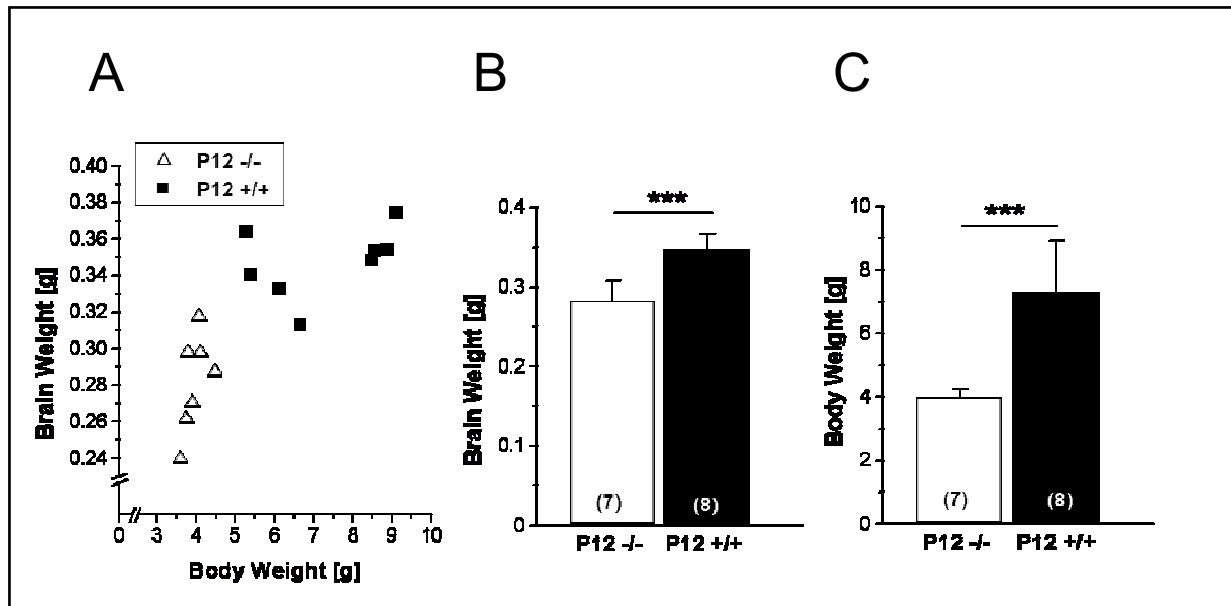 A
P12 -/-
P12 +/+
0.40
0.38
0.36
0.34
0.32
0.30
0.28
0.26
0.24
Brain Weight [g]
0 3 4 5 6 7 8 9 10
Body Weight [g]
B
***
0.4
0.3
0.2
0.1
0
Brain Weight [g]
(7) (8)
P12 -/- P12 +/+
C
***
10
8
6
4
2
0
Body Weight [g]
(7) (8)
P12 -/- P12 +/+